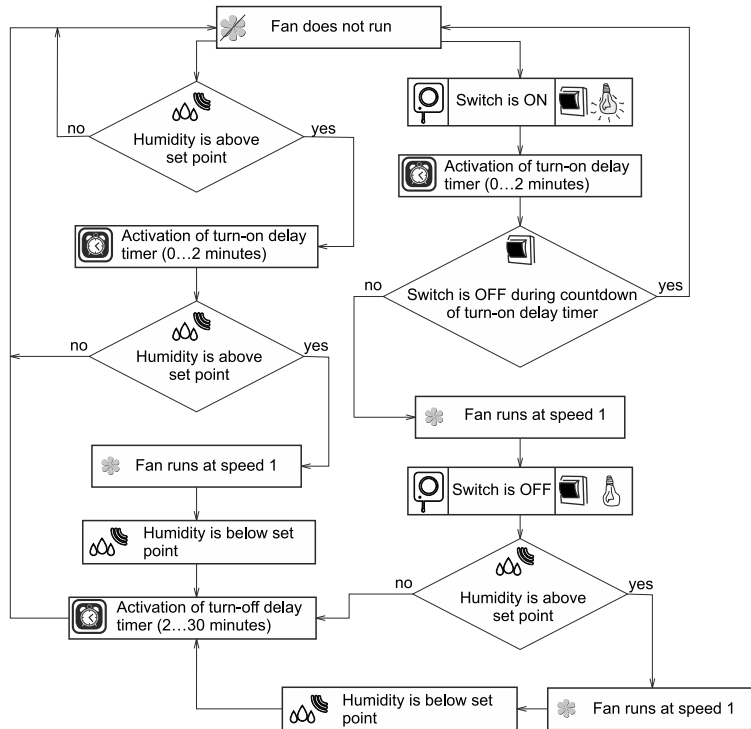 Fan does not run
no
Humidity is above
set point
yes
Switch is ON
Activation of turn-on delay
timer (0...2 minutes)
Activation of turn-on delay
timer (0...2 minutes)
no
Switch is OFF during countdown
of turn-on delay timer
yes
no
Humidity is above
set point
yes
Fan runs at speed 1
Fan runs at speed 1
Switch is OFF
Humidity is below set
point
no
Humidity is above
set point
yes
Activation of turn-off delay
timer (2...30 minutes)
Humidity is below set
point
Fan runs at speed 1